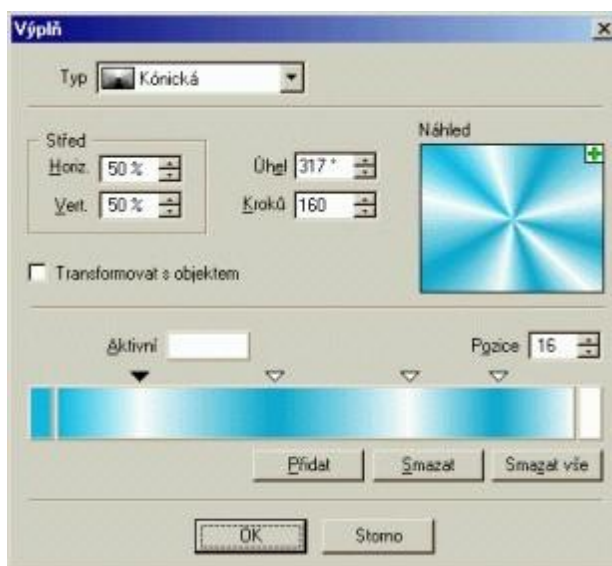 Výplň
Typ Kónická
Střed
Horiz. 50 %
Vert. 50 %
Úhel 317 °
Kroků 160
Náhled
Transformovat s objektem
Aktivní
Pozice 16
Přidat Smazat Smazat vše
OK Storno